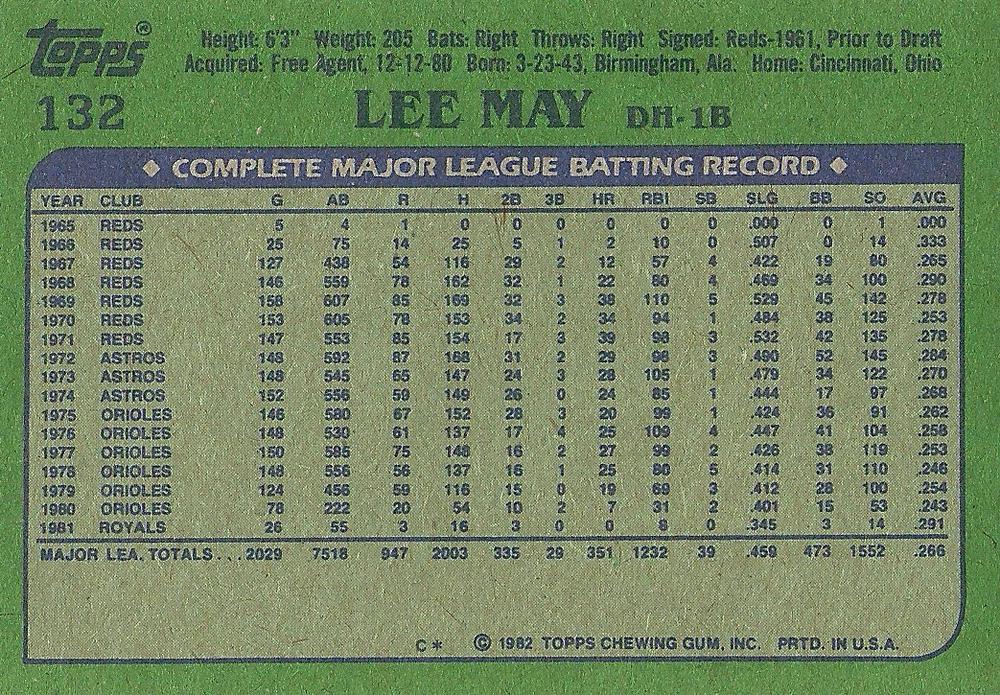 topps®
Height: 6'3" Weight: 205 Bats: Right Throws: Right Signed: Reds-1961, Prior to Draft
Acquired: Free Agent, 12-12-80 Born: 3-23-43, Birmingham, Ala. Home: Cincinnati, Ohio
132 LEE MAY DH-1B
◆ COMPLETE MAJOR LEAGUE BATTING RECORD ◆
YEAR CLUB G AB R H 2B 3B HR RBI SB SLG BB SO AVG
1965 REDS 5 4 1 0 0 0 0 0 0 .000 0 1 .000
1966 REDS 25 75 14 25 5 1 2 10 0 .507 0 14 .333
1967 REDS 127 438 54 116 29 2 12 57 4 .422 19 80 .265
1968 REDS 146 559 78 162 32 1 22 80 4 .469 34 100 .290
1969 REDS 158 607 85 169 32 3 38 110 5 .529 45 142 .278
1970 REDS 153 605 78 153 34 2 34 94 1 .484 38 125 .253
1971 REDS 147 553 85 154 17 3 39 98 3 .532 42 135 .278
1972 ASTROS 148 592 87 168 31 2 29 98 3 .490 52 145 .284
1973 ASTROS 148 545 65 147 24 3 28 105 1 .479 34 122 .270
1974 ASTROS 152 556 59 149 26 0 24 85 1 .444 17 97 .268
1975 ORIOLES 146 580 67 152 28 3 20 99 1 .424 36 91 .262
1976 ORIOLES 148 530 61 137 17 4 25 109 4 .447 41 104 .258
1977 ORIOLES 150 585 75 148 16 2 27 99 2 .426 38 119 .253
1978 ORIOLES 148 556 56 137 16 1 25 80 5 .414 31 110 .246
1979 ORIOLES 124 456 59 116 15 0 19 69 3 .412 28 100 .254
1980 ORIOLES 78 222 20 54 10 2 7 31 2 .401 15 53 .243
1981 ROYALS 26 55 3 16 3 0 0 8 0 .345 3 14 .291
MAJOR LEA. TOTALS... 2029 7518 947 2003 335 29 351 1232 39 .459 473 1552 .266
C* © 1982 TOPPS CHEWING GUM, INC. PRTD. IN U.S.A.